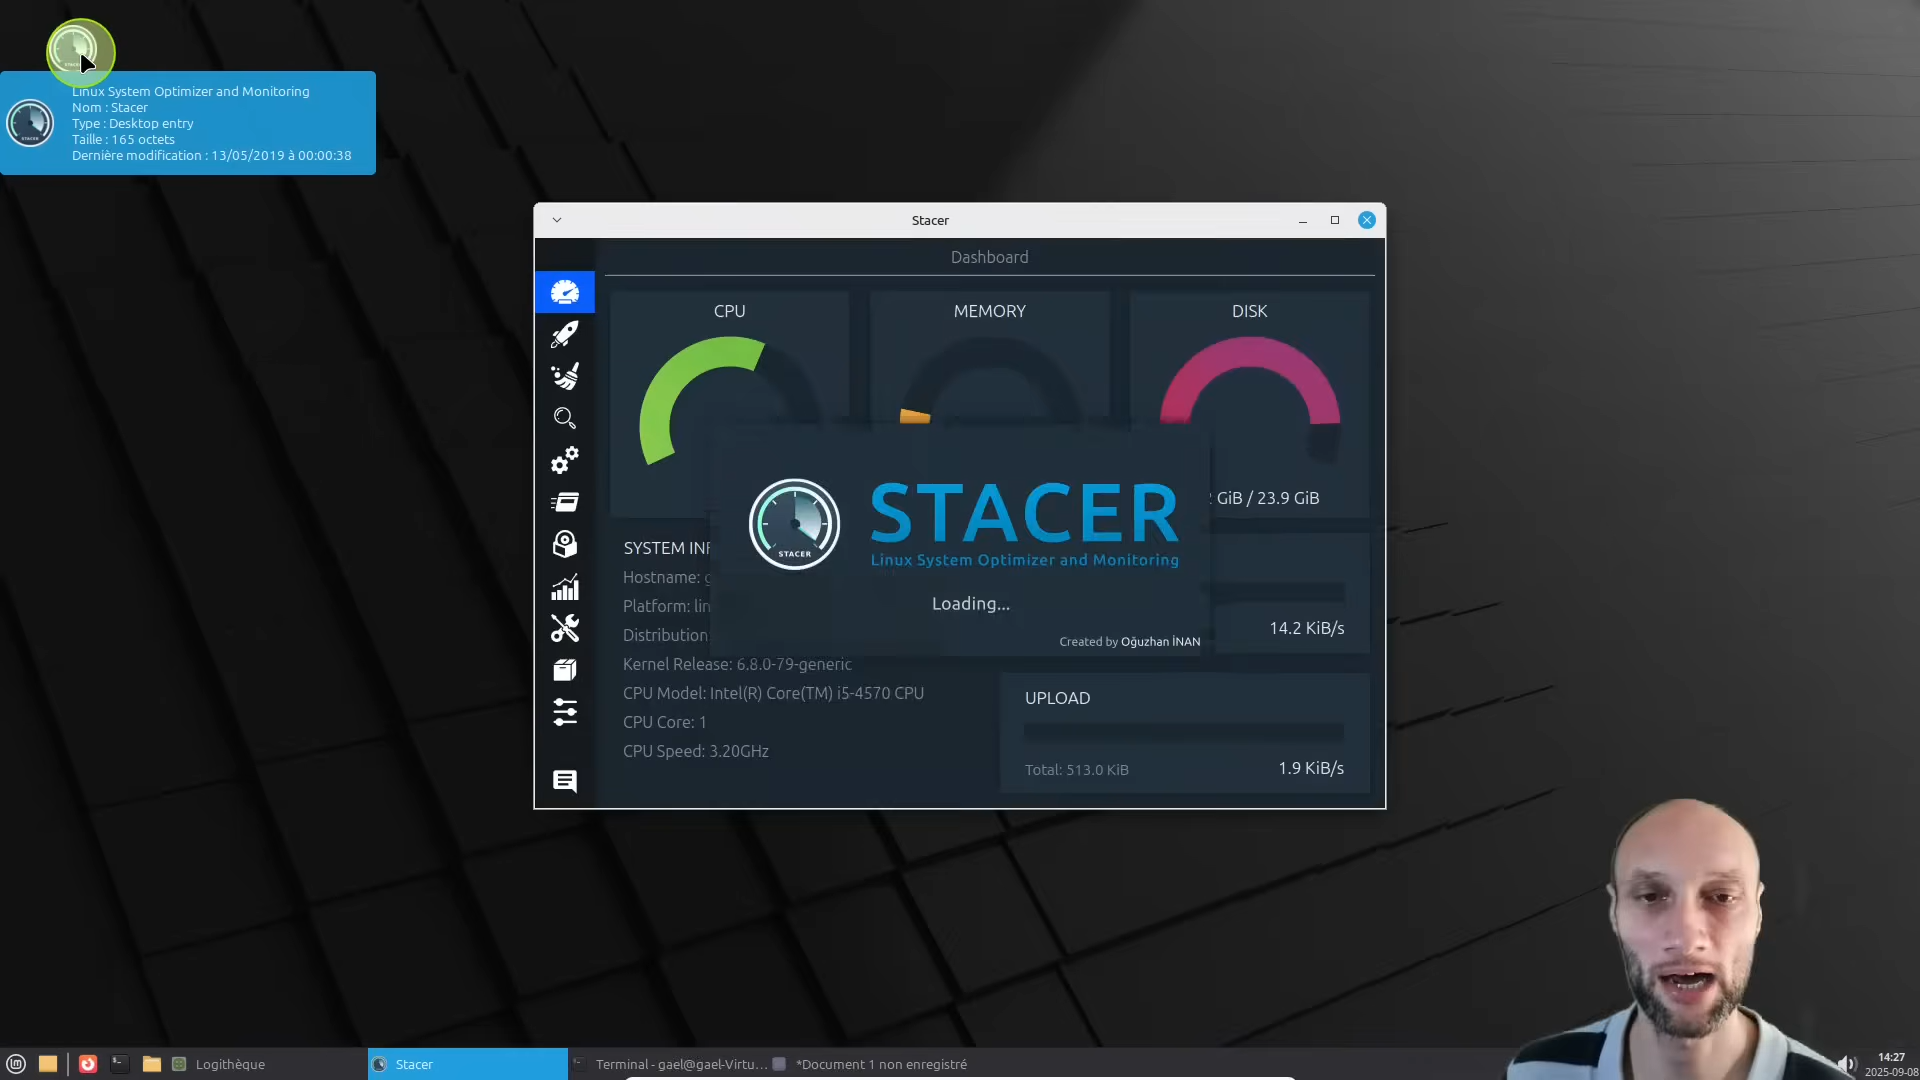 STACER
Linux System Optimizer and Monitoring
Nom : Stacer
Type : Desktop entry
Taille : 165 octets
Dernière modification : 13/05/2019 à 00:00:38
STACER
Stacer
Dashboard
CPU
MEMORY
DISK
GiB / 23.9 GiB
STACER
STACER
Linux System Optimizer and Monitoring
Loading...
Created by Oğuzhan İNAN
SYSTEM INF
Hostname: g
Platform: lin
Distribution
Kernel Release: 6.8.0-79-generic
CPU Model: Intel(R) Core(TM) i5-4570 CPU
CPU Core: 1
CPU Speed: 3.20GHz
14.2 KiB/s
UPLOAD
Total: 513.0 KiB
1.9 KiB/s
Logithèque
Stacer
Terminal - gael@gael-Virtu...
*Document 1 non enregistré
14:27
2025-09-08